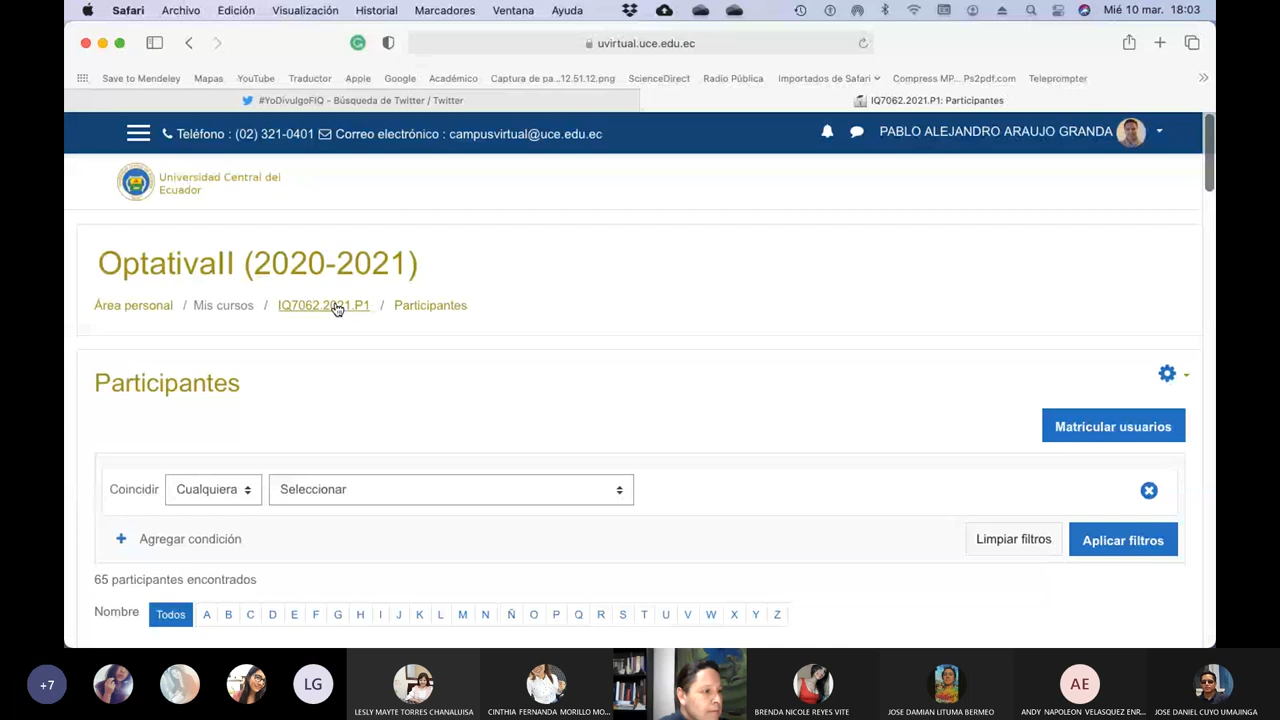 Safari Archivo Edición Visualización Historial Marcadores Ventana Ayuda Mié 10 mar. 18:03
uvirtual.uce.edu.ec
Save to Mendeley Mapas YouTube Traductor Apple Google Académico Captura de pa...12.51.12.png ScienceDirect Radio Pública Importados de Safari Compress MP... Ps2pdf.com Teleprompter
#YoDivulgoFIQ - Búsqueda de Twitter / Twitter IQ7062.2021.P1: Participantes
Teléfono : (02) 321-0401 Correo electrónico : campusvirtual@uce.edu.ec PABLO ALEJANDRO ARAUJO GRANDA
Universidad Central del
Ecuador
OptativaII (2020-2021)
Área personal / Mis cursos / IQ7062.2021.P1 / Participantes
Participantes
Matricular usuarios
Coincidir Cualquiera Seleccionar
+ Agregar condición Limpiar filtros Aplicar filtros
65 participantes encontrados
Nombre Todos A B C D E F G H I J K L M N Ñ O P Q R S T U V W X Y Z
+7 LG AE
LESLY MAYTE TORRES CHANALUISA CINTHIA FERNANDA MORILLO MO... BRENDA NICOLE REYES VITE JOSE DAMIAN LITUMA BERMEO ANDY NAPOLEON VELASQUEZ ENR... JOSE DANIEL CUYO UMAJINGA